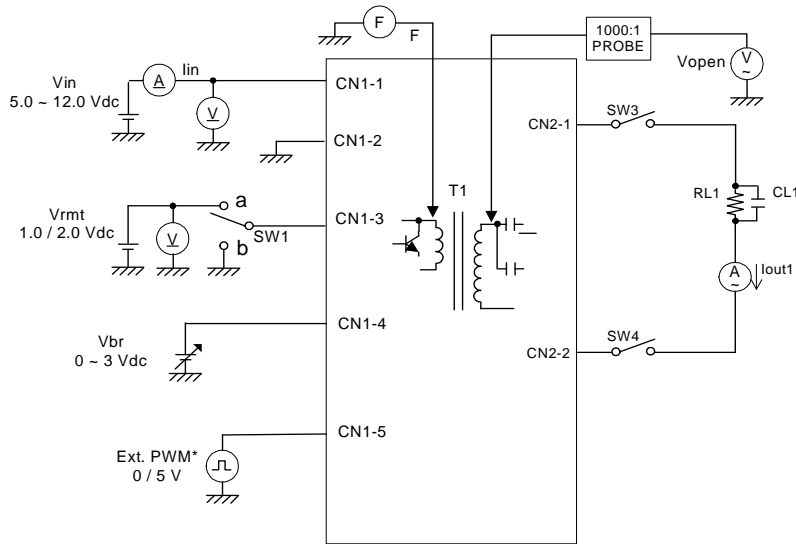 F
F
1000:1
PROBE
Vopen
V
~
Vin
5.0 ~ 12.0 Vdc
A
Iin
V
CN1-1
CN1-2
CN2-1
SW3
T1
RL1
CL1
Vrmt
1.0 / 2.0 Vdc
V
a
b
SW1
CN1-3
A
~
Iout1
Vbr
0 ~ 3 Vdc
CN1-4
CN2-2
SW4
Ext. PWM*
0 / 5 V
CN1-5